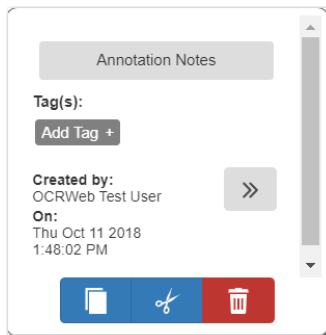 Annotation Notes
Tag(s):
Add Tag +
Created by:
OCRWeb Test User
On:
Thu Oct 11 2018
1:48:02 PM